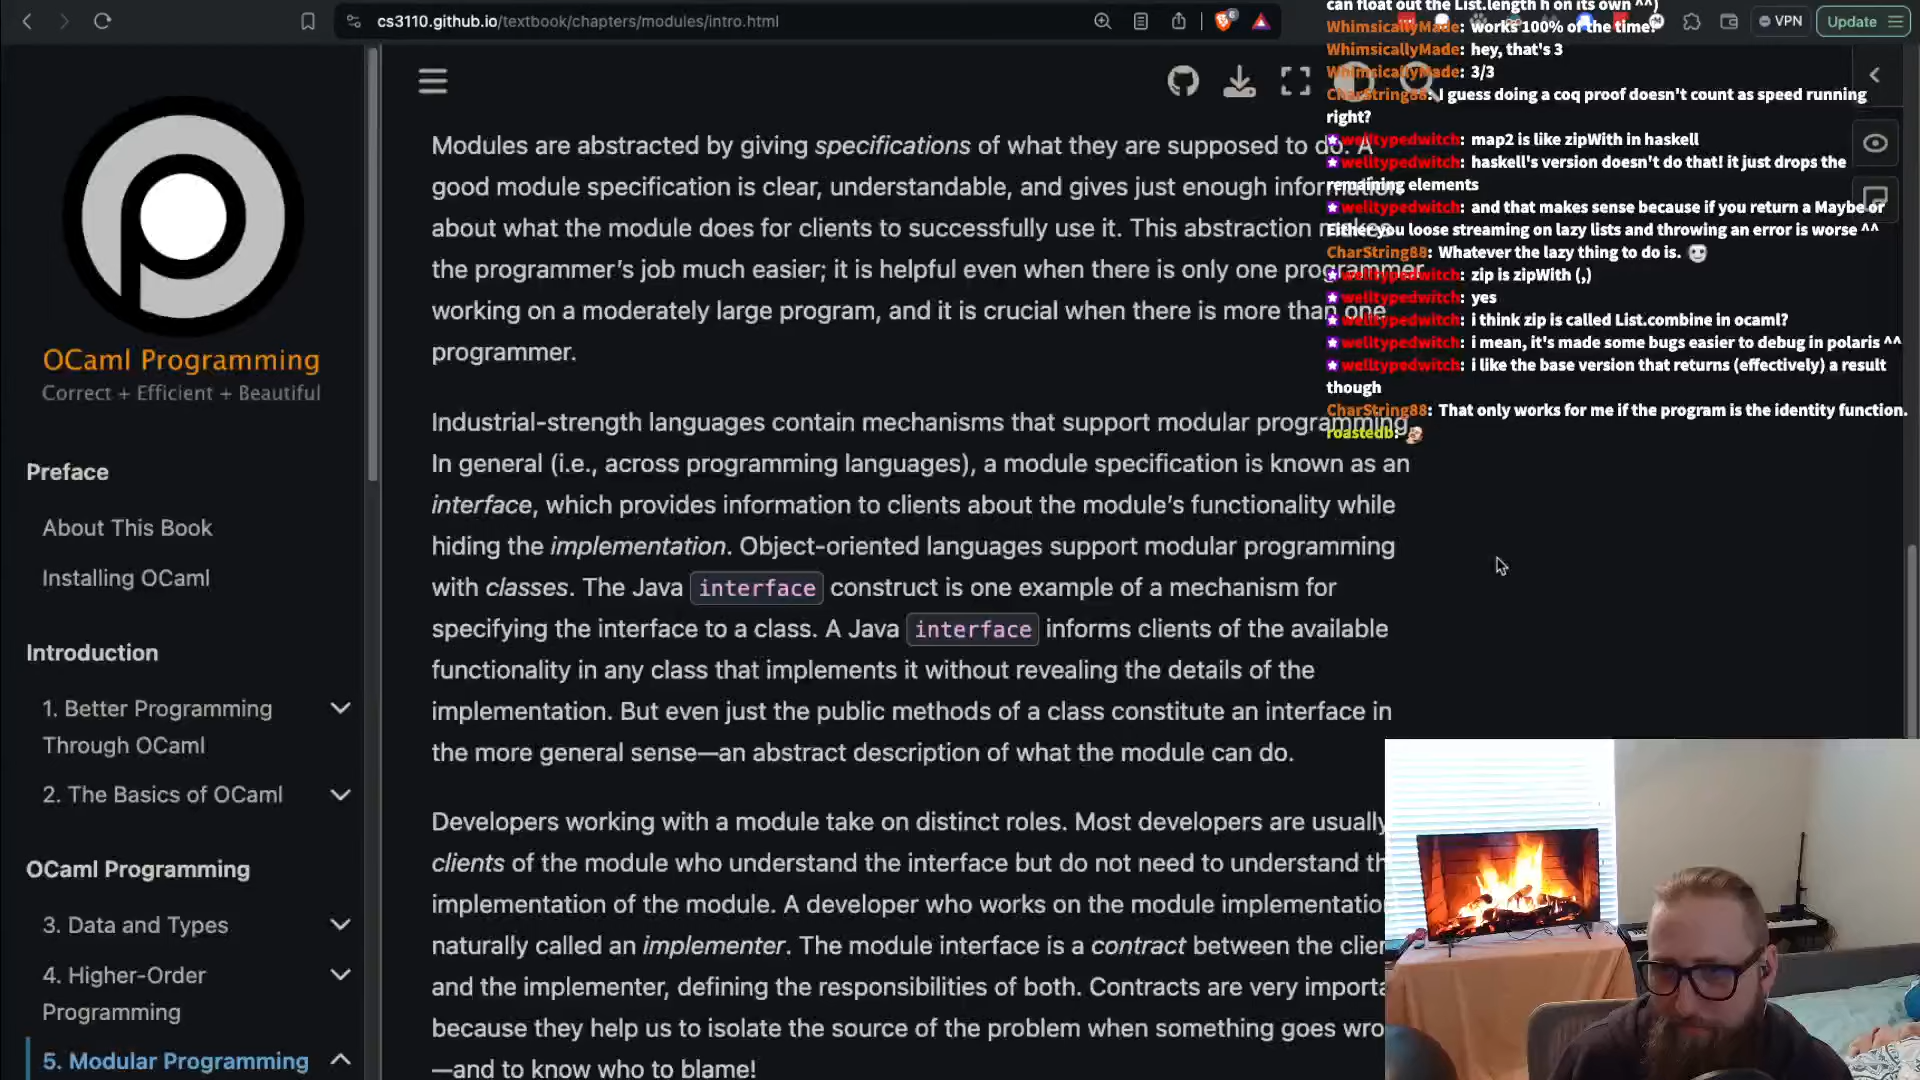 cs3110.github.io/textbook/chapters/modules/intro.html
VPN
Update
OCaml Programming
Correct + Efficient + Beautiful
Preface
About This Book
Installing OCaml
Introduction
1. Better Programming
Through OCaml
2. The Basics of OCaml
OCaml Programming
3. Data and Types
4. Higher-Order
Programming
5. Modular Programming
Modules are abstracted by giving specifications of what they are supposed to do. A
good module specification is clear, understandable, and gives just enough information
about what the module does for clients to successfully use it. This abstraction
the programmer's job much easier; it is helpful even when there is only one programmer
working on a moderately large program, and it is crucial when there is more than one
programmer.
Industrial-strength languages contain mechanisms that support modular programming.
In general (i.e., across programming languages), a module specification is known as an
interface, which provides information to clients about the module's functionality while
hiding the implementation. Object-oriented languages support modular programming
with classes. The Java interface construct is one example of a mechanism for
specifying the interface to a class. A Java interface informs clients of the available
functionality in any class that implements it without revealing the details of the
implementation. But even just the public methods of a class constitute an interface in
the more general sense—an abstract description of what the module can do.
Developers working with a module take on distinct roles. Most developers are usually
clients of the module who understand the interface but do not need to understand th
implementation of the module. A developer who works on the module implementatio
naturally called an implementer. The module interface is a contract between the clien
and the implementer, defining the responsibilities of both. Contracts are very importa
because they help us to isolate the source of the problem when something goes wro
—and to know who to blame!
can float out the List.length h on its own ^^)
WhimsicallyMade: works 100% of the time?
WhimsicallyMade: hey, that's 3
WhimsicallyMade: 3/3
CharString88: I guess doing a coq proof doesn't count as speed running
right?
welltypedwitch: map2 is like zipWith in haskell
welltypedwitch: haskell's version doesn't do that! it just drops the
remaining elements
welltypedwitch: and that makes sense because if you return a Maybe or
Either you loose streaming on lazy lists and throwing an error is worse ^^
CharString88: Whatever the lazy thing to do is.
welltypedwitch: zip is zipWith (,)
welltypedwitch: yes
welltypedwitch: i think zip is called List.combine in ocaml?
welltypedwitch: i mean, it's made some bugs easier to debug in polaris ^^
welltypedwitch: i like the base version that returns (effectively) a result
though
CharString88: That only works for me if the program is the identity function.
roastedb: